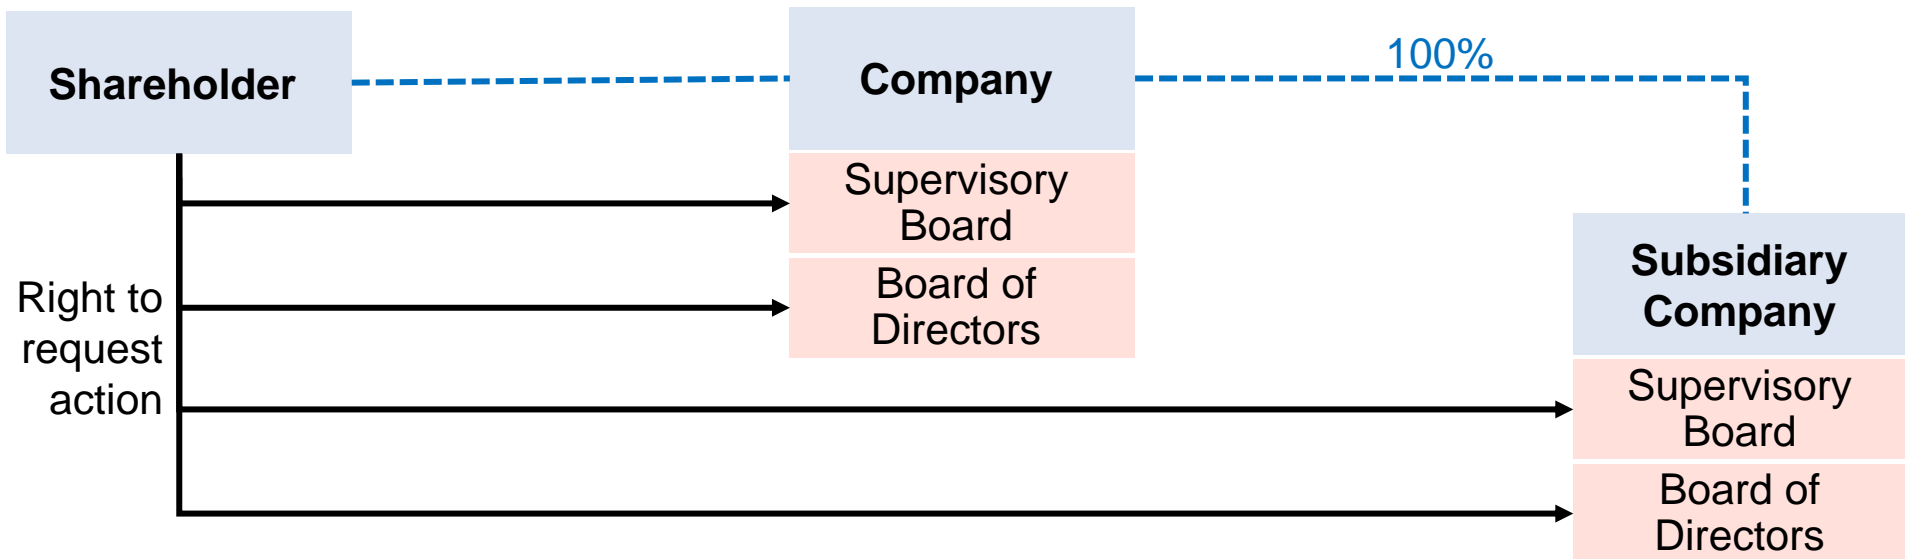 Shareholder
Company
100%
Supervisory
Board
Board of
Directors
Right to
request
action
Subsidiary
Company
Supervisory
Board
Board of
Directors